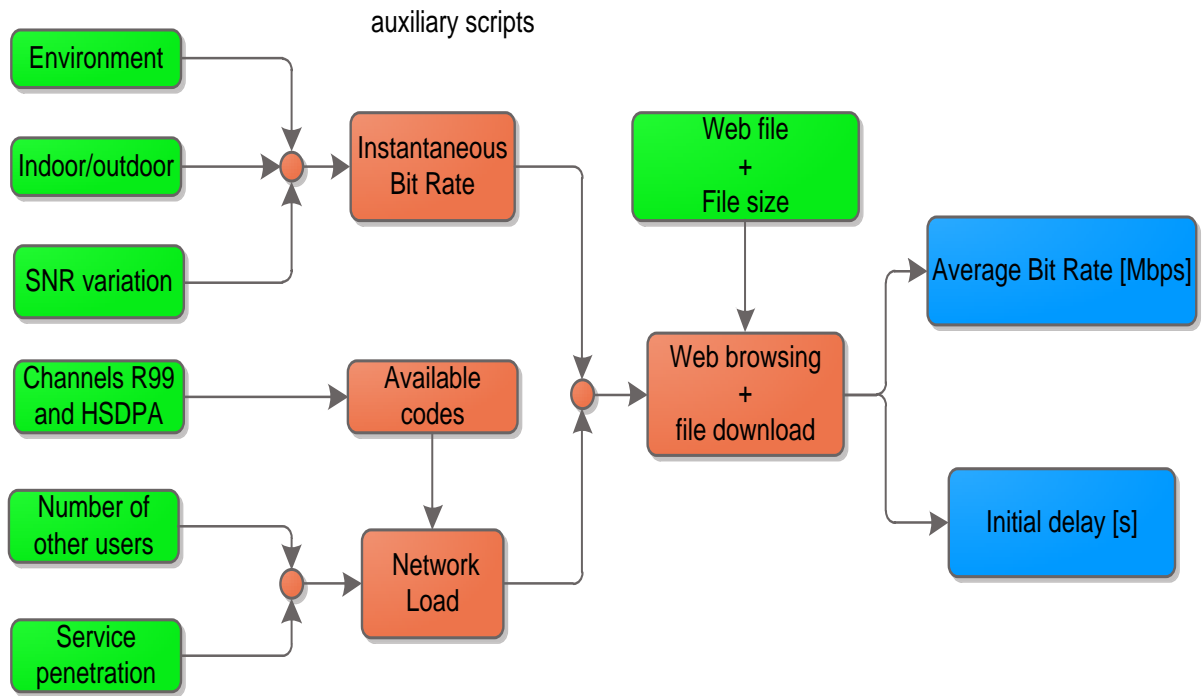 auxiliary scripts
Environment
Indoor/outdoor
SNR variation
Instantaneous
Bit Rate
Web file
+
File size
Average Bit Rate [Mbps]
Channels R99
and HSDPA
Available
codes
Web browsing
+
file download
Number of
other users
Network
Load
Initial delay [s]
Service
penetration